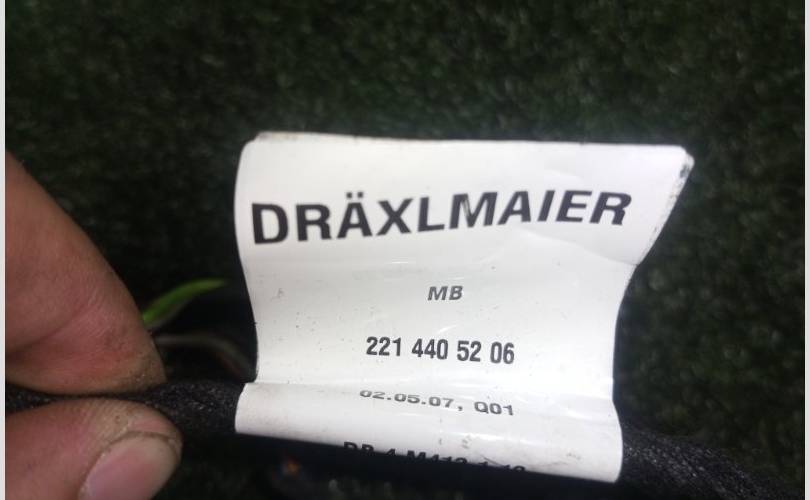 DRÄXLMAIER
MB
221 440 52 06
02.05.07, Q01